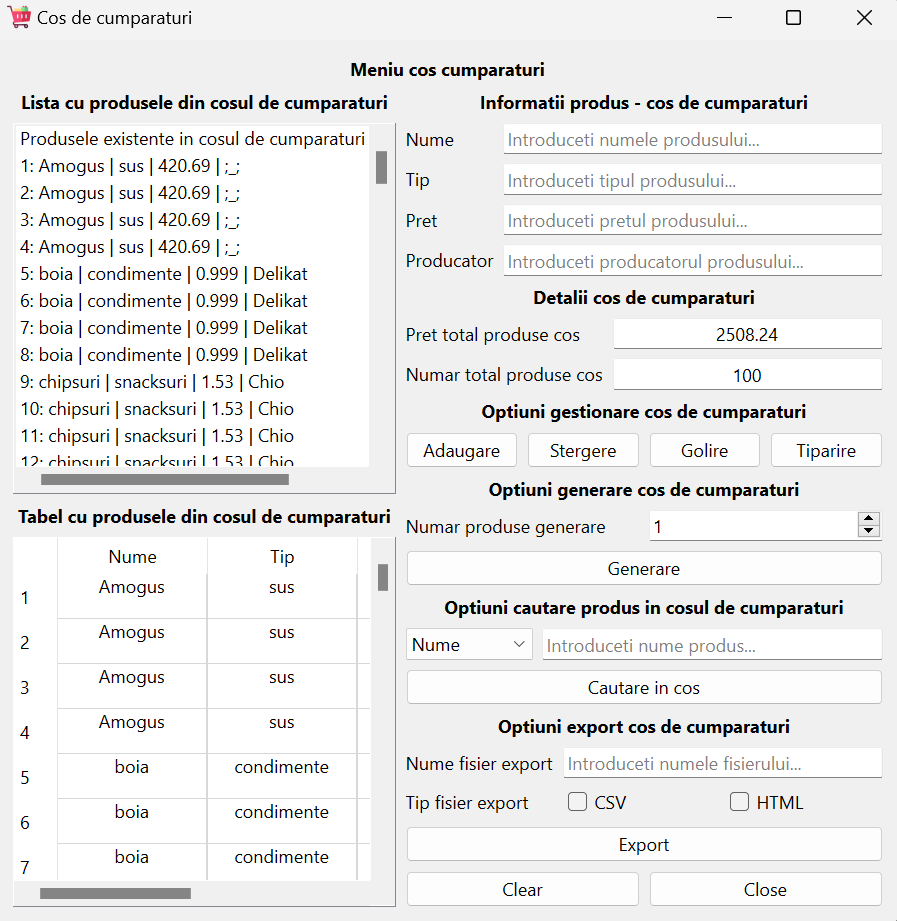 Cos de cumparaturi
Meniu cos cumparaturi
Lista cu produsele din cosul de cumparaturi
Produsele existente in cosul de cumparaturi
1: Amogus | sus | 420.69 | ;_;
2: Amogus | sus | 420.69 | ;_;
3: Amogus | sus | 420.69 | ;_;
4: Amogus | sus | 420.69 | ;_;
5: boia | condimente | 0.999 | Delikat
6: boia | condimente | 0.999 | Delikat
7: boia | condimente | 0.999 | Delikat
8: boia | condimente | 0.999 | Delikat
9: chipsuri | snacksuri | 1.53 | Chio
10: chipsuri | snacksuri | 1.53 | Chio
11: chipsuri | snacksuri | 1.53 | Chio
12: chipsuri | snacksuri | 1.53 | Chio
Tabel cu produsele din cosul de cumparaturi
Nume Tip
1 Amogus sus
2 Amogus sus
3 Amogus sus
4 Amogus sus
5 boia condimente
6 boia condimente
7 boia condimente
Informatii produs - cos de cumparaturi
Nume Introduceti numele produsului...
Tip Introduceti tipul produsului...
Pret Introduceti pretul produsului...
Producator Introduceti producatorul produsului...
Detalii cos de cumparaturi
Pret total produse cos 2508.24
Numar total produse cos 100
Optiuni gestionare cos de cumparaturi
Adaugare Stergere Golire Tiparire
Optiuni generare cos de cumparaturi
Numar produse generare 1
Generare
Optiuni cautare produs in cosul de cumparaturi
Nume Introduceti nume produs...
Cautare in cos
Optiuni export cos de cumparaturi
Nume fisier export Introduceti numele fisierului...
Tip fisier export CSV HTML
Export
Clear Close